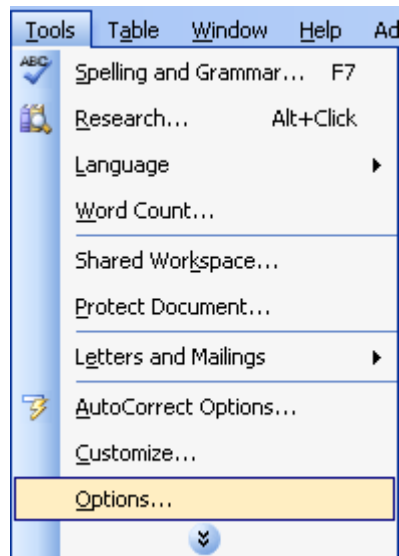 Tools Table Window Help Ad
ABC Spelling and Grammar... F7
Research... Alt+Click
Language
Word Count...
Shared Workspace...
Protect Document...
Letters and Mailings
AutoCorrect Options...
Customize...
Options...